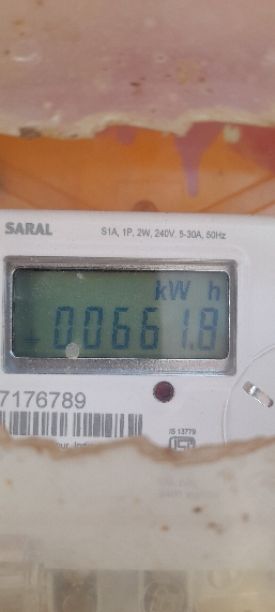 SARAL
S1A, 1P, 2W, 240V. 5-30A, 50Hz
kW h
00661.8
7176789
IS 13779